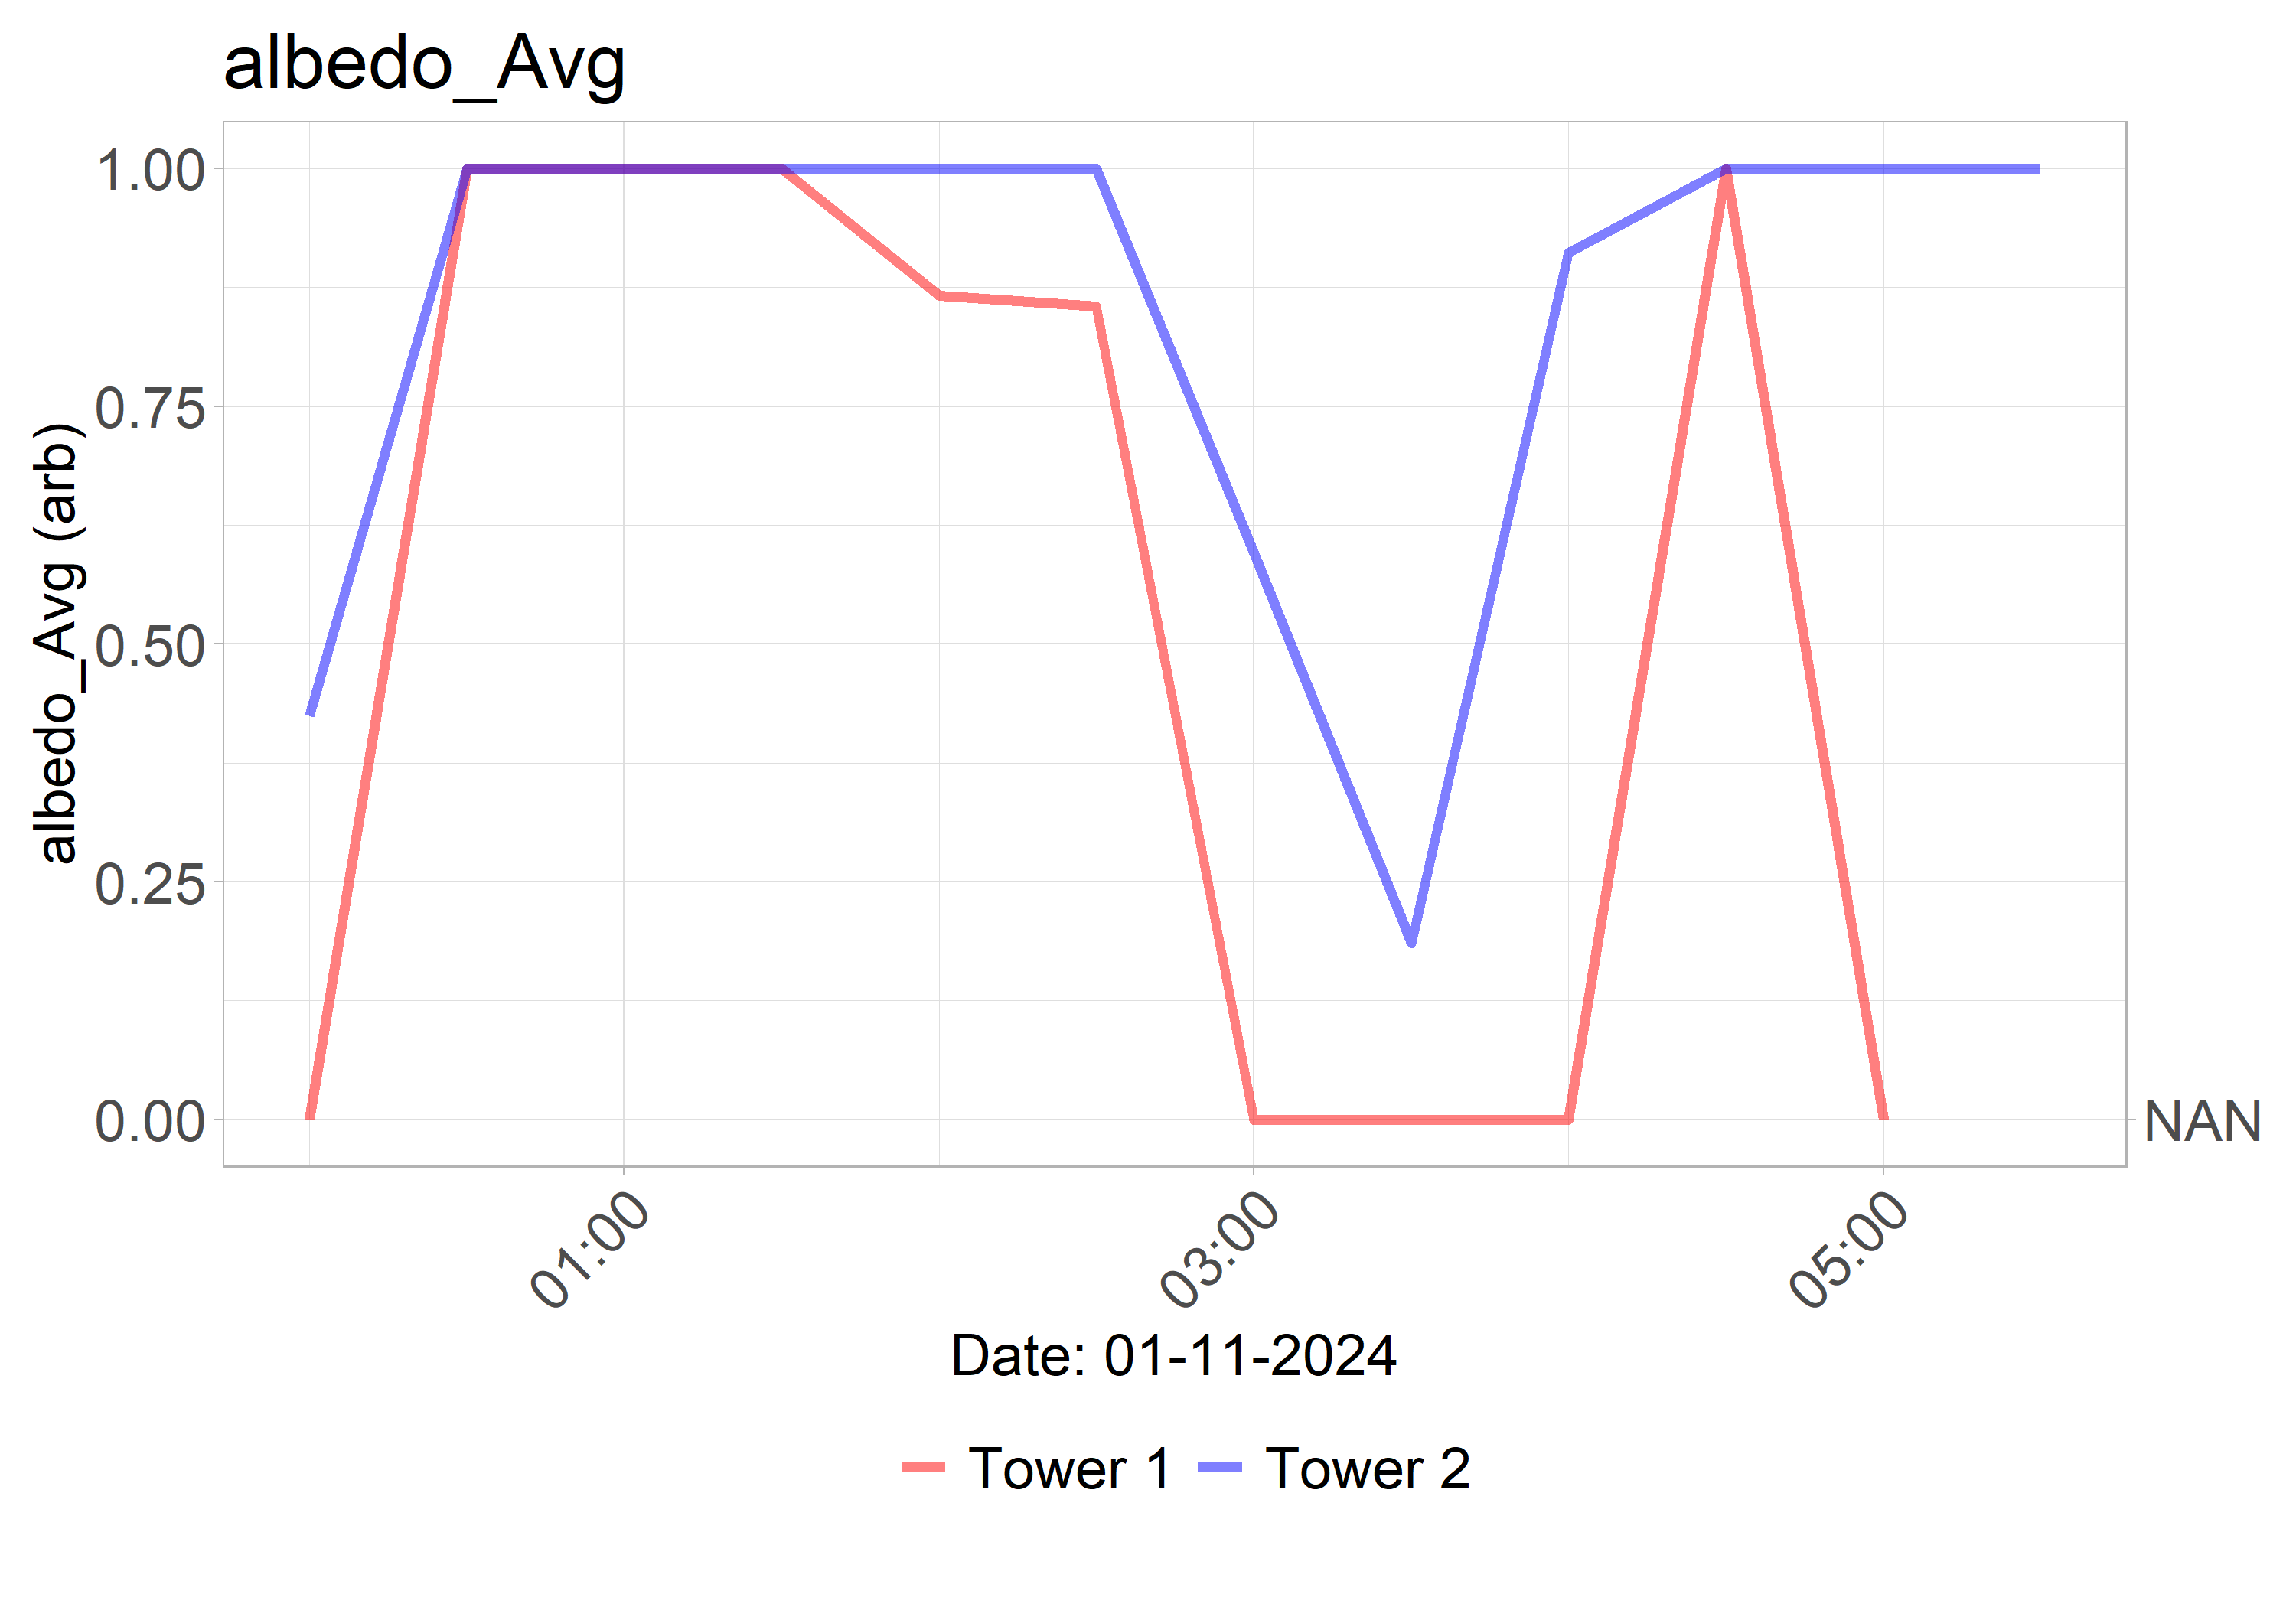 albedo_Avg
albedo_Avg (arb)
1.00
0.75
0.50
0.25
0.00
NAN
01:00
03:00
05:00
Date: 01-11-2024
Tower 1
Tower 2